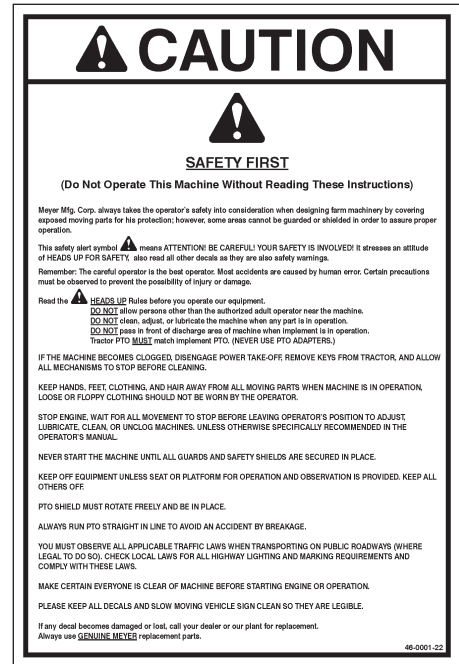 CAUTION
SAFETY FIRST
(Do Not Operate This Machine Without Reading These Instructions)
Meyer Mfg. Corp. always takes the operator's safety into consideration when designing farm machinery by covering
exposed moving parts for his protection; however, some areas cannot be guarded or shielded in order to assure proper
operation.
This safety alert symbol means ATTENTION! BE CAREFUL! YOUR SAFETY IS INVOLVED! It stresses an attitude
of HEADS UP FOR SAFETY, also read all other decals as they are also safety warnings.
Remember: The careful operator is the best operator. Most accidents are caused by human error. Certain precautions
must be observed to prevent the possibility of injury or damage.
Read the HEADS UP Rules before you operate our equipment.
DO NOT allow persons other than the authorized adult operator near the machine.
DO NOT clean, adjust, or lubricate the machine when any part is in operation.
DO NOT pass in front of discharge area of machine when implement is in operation.
Tractor PTO MUST match implement PTO. (NEVER USE PTO ADAPTERS.)
IF THE MACHINE BECOMES CLOGGED, DISENGAGE POWER TAKE-OFF, REMOVE KEYS FROM TRACTOR, AND ALLOW
ALL MECHANISMS TO STOP BEFORE CLEANING.
KEEP HANDS, FEET, CLOTHING, AND HAIR AWAY FROM ALL MOVING PARTS WHEN MACHINE IS IN OPERATION,
LOOSE OR FLOPPY CLOTHING SHOULD NOT BE WORN BY THE OPERATOR.
STOP ENGINE, WAIT FOR ALL MOVEMENT TO STOP BEFORE LEAVING OPERATOR'S POSITION TO ADJUST,
LUBRICATE, CLEAN, OR UNCLOG MACHINES. UNLESS OTHERWISE SPECIFICALLY RECOMMENDED IN THE
OPERATOR'S MANUAL.
NEVER START THE MACHINE UNTIL ALL GUARDS AND SAFETY SHIELDS ARE SECURED IN PLACE.
KEEP OFF EQUIPMENT UNLESS SEAT OR PLATFORM FOR OPERATION AND OBSERVATION IS PROVIDED. KEEP ALL
OTHERS OFF.
PTO SHIELD MUST ROTATE FREELY AND BE IN PLACE.
ALWAYS RUN PTO STRAIGHT IN LINE TO AVOID AN ACCIDENT BY BREAKAGE.
YOU MUST OBSERVE ALL APPLICABLE TRAFFIC LAWS WHEN TRANSPORTING ON PUBLIC ROADWAYS (WHERE
LEGAL TO DO SO). CHECK LOCAL LAWS FOR ALL HIGHWAY LIGHTING AND MARKING REQUIREMENTS AND
COMPLY WITH THESE LAWS.
MAKE CERTAIN EVERYONE IS CLEAR OF MACHINE BEFORE STARTING ENGINE OR OPERATION.
PLEASE KEEP ALL DECALS AND SLOW MOVING VEHICLE SIGN CLEAN SO THEY ARE LEGIBLE.
If any decal becomes damaged or lost, call your dealer or our plant for replacement.
Always use GENUINE MEYER replacement parts.
46-0001-22